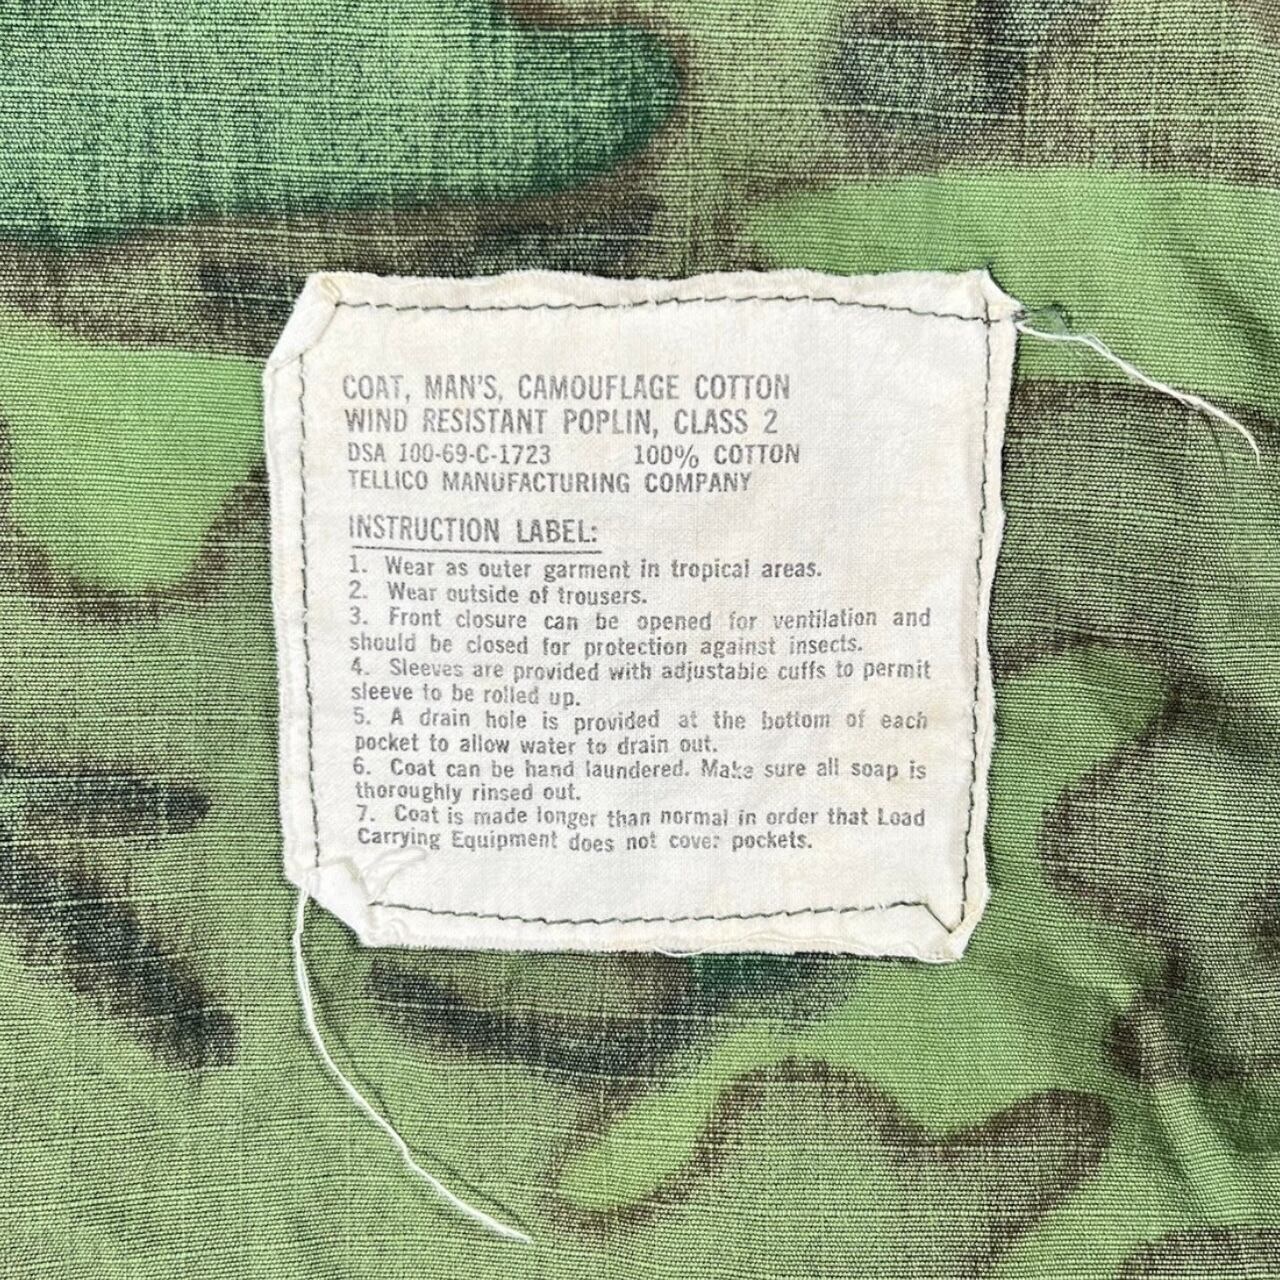 COAT, MAN'S, CAMOUFLAGE COTTON
WIND RESISTANT POPLIN, CLASS 2
DSA 100-69-C-1723 100% COTTON
TELLICO MANUFACTURING COMPANY
INSTRUCTION LABEL:
1. Wear as outer garment in tropical areas.
2. Wear outside of trousers.
3. Front closure can be opened for ventilation and
should be closed for protection against insects.
4. Sleeves are provided with adjustable cuffs to permit
sleeve to be rolled up.
5. A drain hole is provided at the bottom of each
pocket to allow water to drain out.
6. Coat can be hand laundered. Make sure all soap is
thoroughly rinsed out.
7. Coat is made longer than normal in order that Load
Carrying Equipment does not cover pockets.